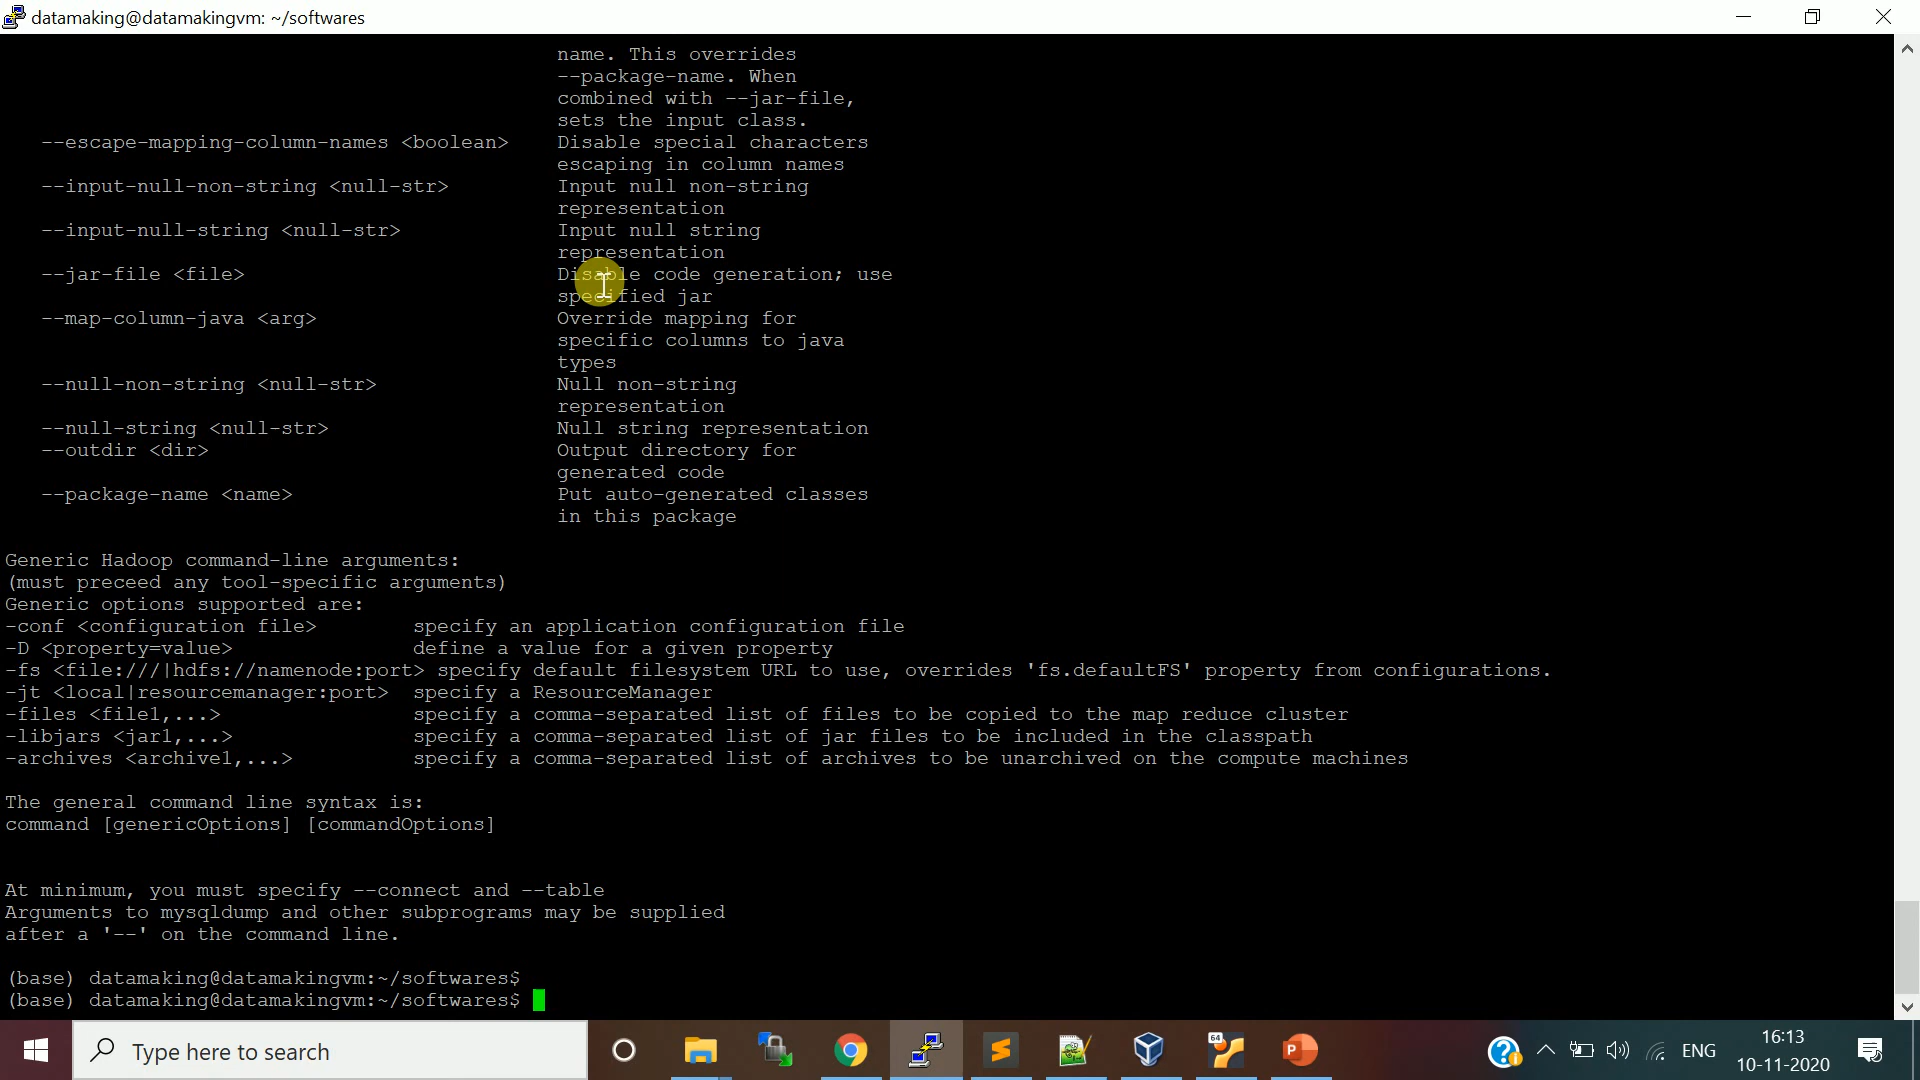 datamaking@datamakingvm: ~/softwares
name. This overrides
--package-name. When
combined with --jar-file,
sets the input class.
--escape-mapping-column-names <boolean> Disable special characters
escaping in column names
--input-null-non-string <null-str> Input null non-string
representation
--input-null-string <null-str> Input null string
representation
--jar-file <file> Disable code generation; use
specified jar
--map-column-java <arg> Override mapping for
specific columns to java
types
--null-non-string <null-str> Null non-string
representation
--null-string <null-str> Null string representation
--outdir <dir> Output directory for
generated code
--package-name <name> Put auto-generated classes
in this package
Generic Hadoop command-line arguments:
(must preceed any tool-specific arguments)
Generic options supported are:
-conf <configuration file> specify an application configuration file
-D <property=value> define a value for a given property
-fs <file:///|hdfs://namenode:port> specify default filesystem URL to use, overrides 'fs.defaultFS' property from configurations.
-jt <local|resourcemanager:port> specify a ResourceManager
-files <file1,...> specify a comma-separated list of files to be copied to the map reduce cluster
-libjars <jar1,...> specify a comma-separated list of jar files to be included in the classpath
-archives <archive1,...> specify a comma-separated list of archives to be unarchived on the compute machines
The general command line syntax is:
command [genericOptions] [commandOptions]
At minimum, you must specify --connect and --table
Arguments to mysqldump and other subprograms may be supplied
after a '--' on the command line.
(base) datamaking@datamakingvm:~/softwares$
(base) datamaking@datamakingvm:~/softwares$
Type here to search
64
P
ENG
16:13
10-11-2020